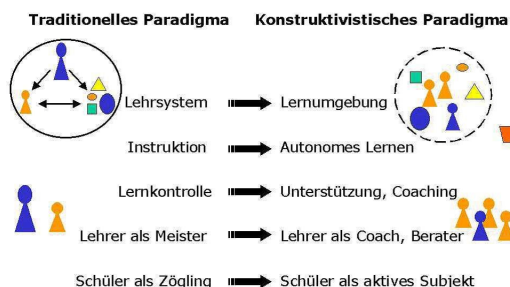 Traditionelles Paradigma Konstruktivistisches Paradigma
Lehrsystem Lernumgebung
Instruktion Autonomes Lernen
Lernkontrolle Unterstützung, Coaching
Lehrer als Meister Lehrer als Coach, Berater
Schüler als Zögling Schüler als aktives Subjekt